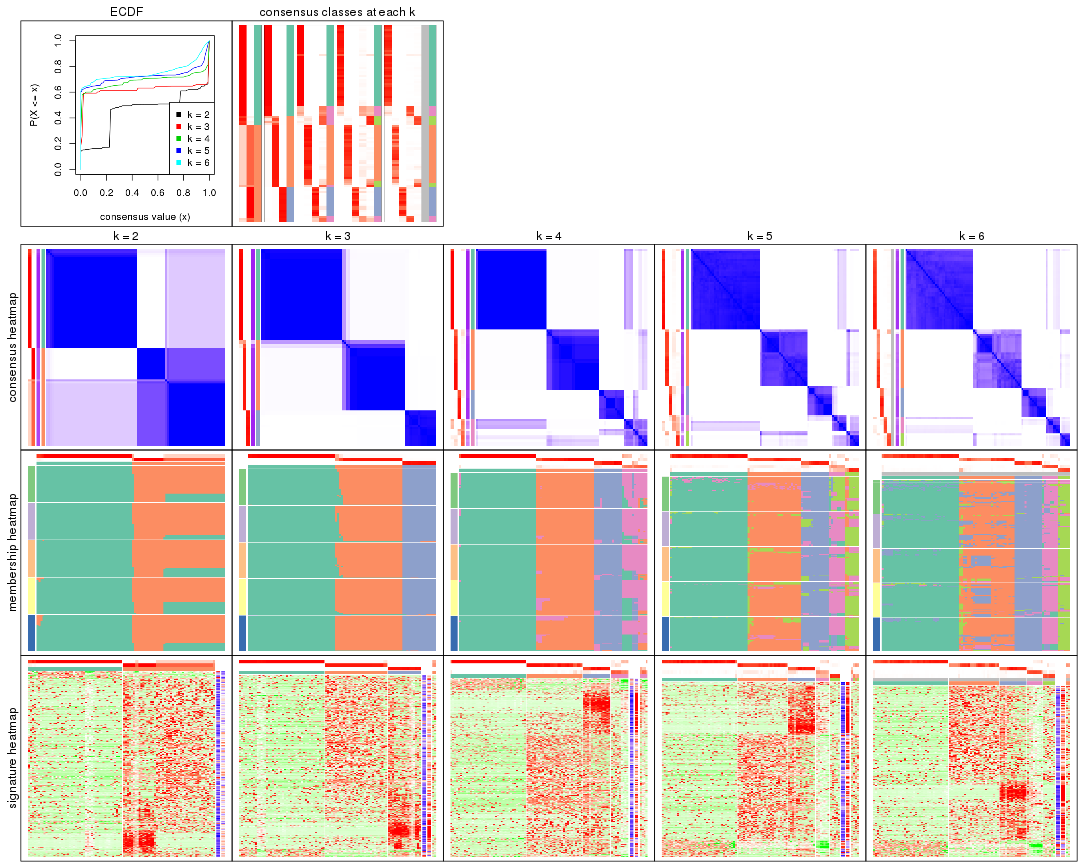 ECDF
consensus classes at each k
P(X <= x)
0.0 0.2 0.4 0.6 0.8 1.0
k = 2
k = 3
k = 4
k = 5
k = 6
0.0 0.2 0.4 0.6 0.8 1.0
consensus value (x)
k = 2
k = 3
k = 4
k = 5
k = 6
consensus heatmap
membership heatmap
signature heatmap